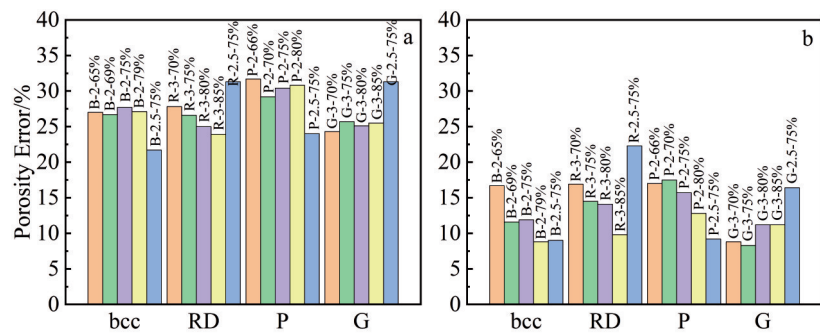 Porosity Error/%
40
35
30
25
20
15
10
5
0
a
B-2-65%
B-2-69%
B-2-75%
B-2-79%
B-2.5-75%
R-3-70%
R-3-75%
R-3-80%
R-3-85%
R-2.5-75%
P-2-66%
P-2-70%
P-2-75%
P-2-80%
P-2.5-75%
G-3-70%
G-3-75%
G-3-80%
G-3-85%
G-2.5-75%
bcc RD P G
40
35
30
25
20
15
10
5
0
b
B-2-65%
B-2-69%
B-2-75%
B-2-79%
B-2.5-75%
R-3-70%
R-3-75%
R-3-80%
R-3-85%
R-2.5-75%
P-2-66%
P-2-70%
P-2-75%
P-2-80%
P-2.5-75%
G-3-70%
G-3-75%
G-3-80%
G-3-85%
G-2.5-75%
bcc RD P G